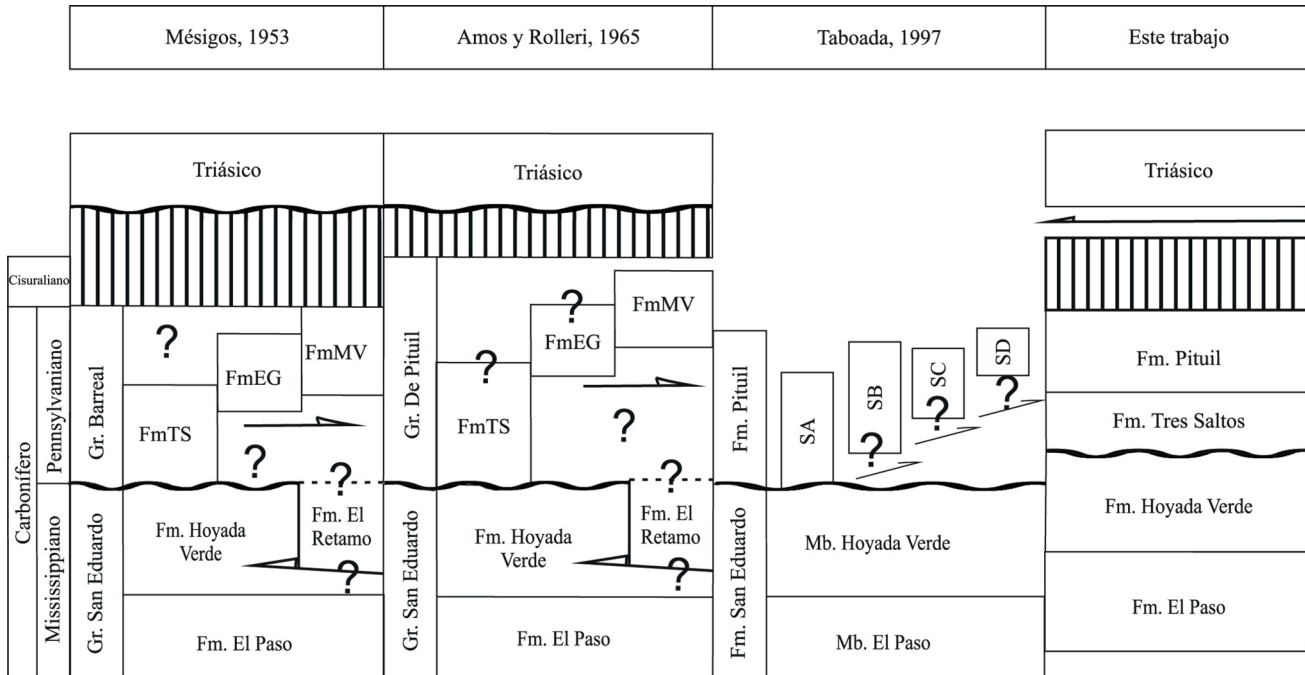 Mésigos, 1953
Amos y Rolleri, 1965
Taboada, 1997
Este trabajo
Cisuraliano
Carbonífero
Pennsylvaniano
Mississippiano
Triásico
Gr. Barreal
?
FmTS
FmEG
FmMV
?
?
Gr. San Eduardo
Fm. Hoyada
Verde
Fm. El
Retamo
?
Fm. El Paso
Triásico
Gr. De Pituil
?
FmTS
?
FmEG
FmMV
?
?
Gr. San Eduardo
Fm. Hoyada
Verde
Fm. El
Retamo
?
Fm. El Paso
Fm. Pituil
SA
SB
?
SC
?
SD
?
Fm. San Eduardo
Mb. Hoyada Verde
Mb. El Paso
Triásico
Fm. Pituil
Fm. Tres Saltos
Fm. Hoyada Verde
Fm. El Paso